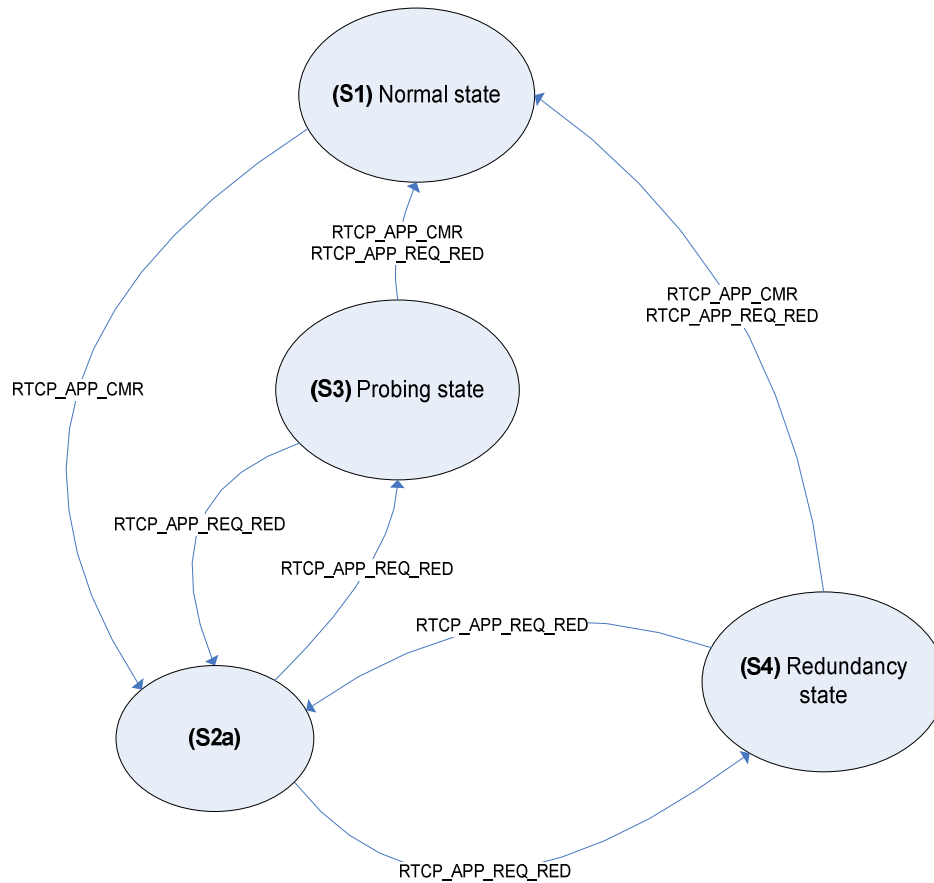 (S1) Normal state
RTCP_APP_CMR
RTCP_APP_REQ_RED
RTCP_APP_CMR
RTCP_APP_REQ_RED
(S3) Probing state
RTCP_APP_CMR
RTCP_APP_REQ_RED
RTCP_APP_REQ_RED
RTCP_APP_REQ_RED
(S4) Redundancy
state
(S2a)
RTCP_APP_REQ_RED